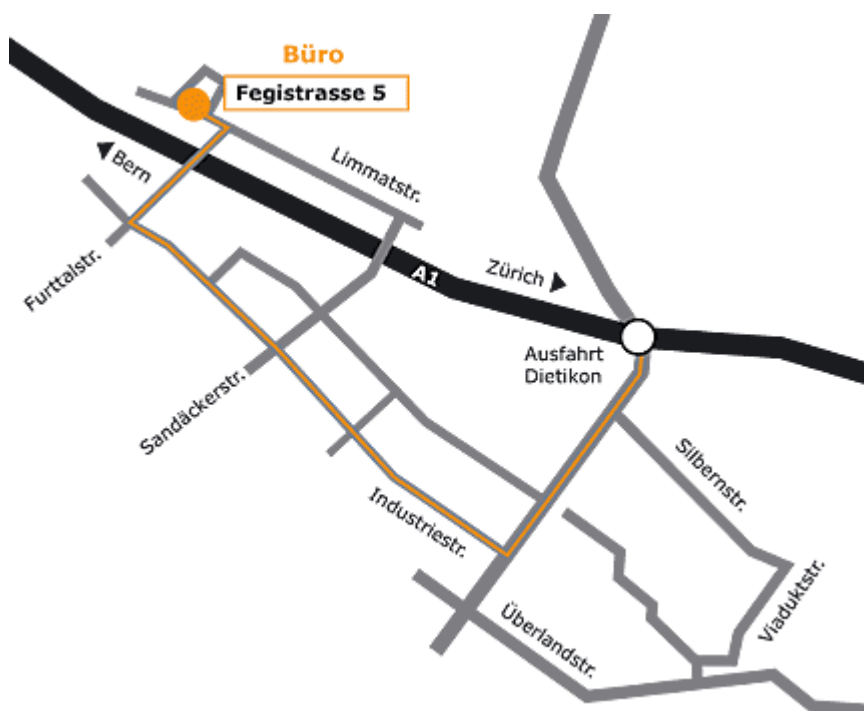 Büro
Fegistrasse 5
Bern
Limmatstr.
Furttalstr.
A1
Zürich
Ausfahrt
Dietikon
Sandäckerstr.
Silbernstr.
Industriestr.
Viaduktstr.
Überlandstr.